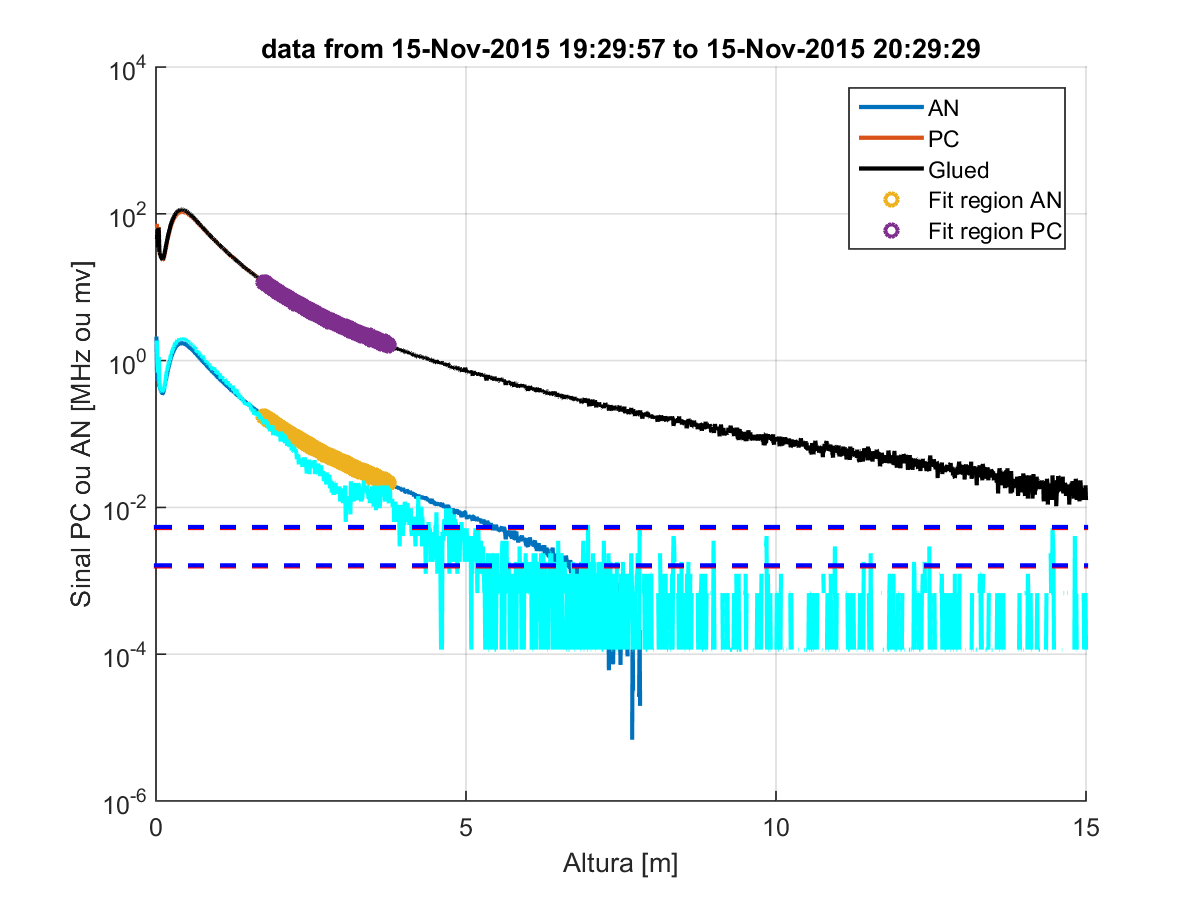 data from 15-Nov-2015 19:29:57 to 15-Nov-2015 20:29:29
10^4
10^2
10^0
10^-2
10^-4
10^-6
Sinal PC ou AN [MHz ou mv]
AN
PC
Glued
Fit region AN
Fit region PC
0 5 10 15
Altura [m]